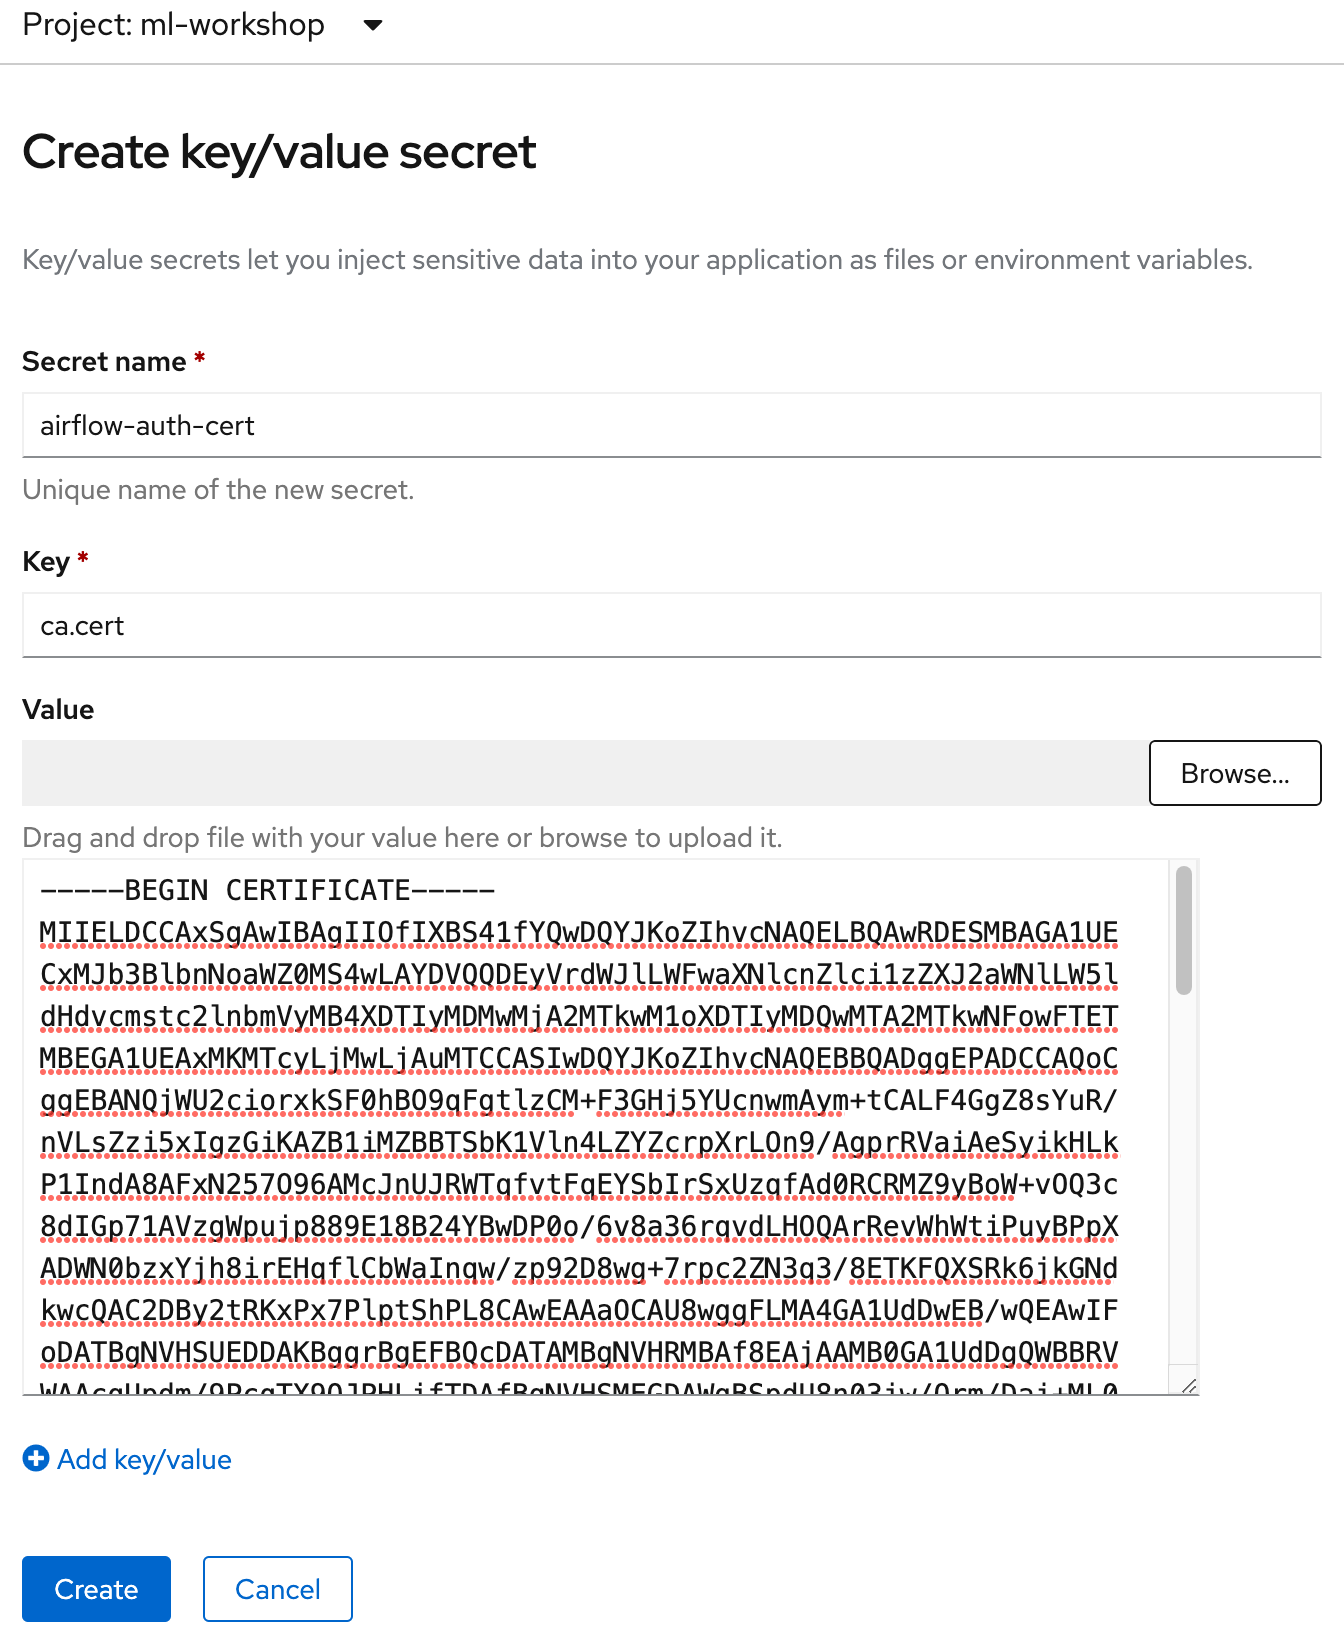 Project: ml-workshop
Create key/value secret
Key/value secrets let you inject sensitive data into your application as files or environment variables.
Secret name *
airflow-auth-cert
Unique name of the new secret.
Key *
ca.cert
Value
Browse...
Drag and drop file with your value here or browse to upload it.
-----BEGIN CERTIFICATE-----
MIIELDCCAxSgAwIBAgIIOfIXBS41fYQwDQYJKoZIhvcNAQELBQAwRDESMBAGA1UE
CxMJb3BlbnNoaWZ0MS4wLAYDVQQDEyVrdWJlLWFwaXNlcnZlci1zZXJ2aWNlLW5l
dHdvcmstc2lnbmVyMB4XDTIyMDMwMjA2MTkwM1oXDTIyMDQwMTA2MTkwNFowFTET
MBEGA1UEAxMKMTcyLjMwLjAuMTCCASIwDQYJKoZIhvcNAQEBBQADggEPADCCAQoC
ggEBANQjWU2ciorxkSF0hBO9qFgtlzCM+F3GHj5YUcnwmAym+tCALF4GgZ8sYuR/
nVLsZzi5xIgzGiKAZB1iMZBBTSbK1Vln4LZYZcrpXrLOn9/AgprRVaiAeSyikHLk
P1IndA8AFxN257O96AMcJnUJRWTqfvtFqEYSbIrSxUzqfAd0RCRMZ9yBoW+vOQ3c
8dIGp71AVzgWpujp889E18B24YBwDP0o/6v8a36rqvdLHOQArRevWhWtiPuyBPpX
ADWN0bzxYjh8irEHqflCbWaInqw/zp92D8wg+7rpc2ZN3q3/8ETKFQXSRk6jkGNd
kwcQAC2DBy2tRKxPx7PlptShPL8CAwEAAaOCAU8wggFLMA4GA1UdDwEB/wQEAwIF
oDATBgNVHSUEDDAKBggrBgEFBQcDATAMBgNVHRMBAf8EAjAAMB0GA1UdDgQWBBRV
Add key/value
Create
Cancel